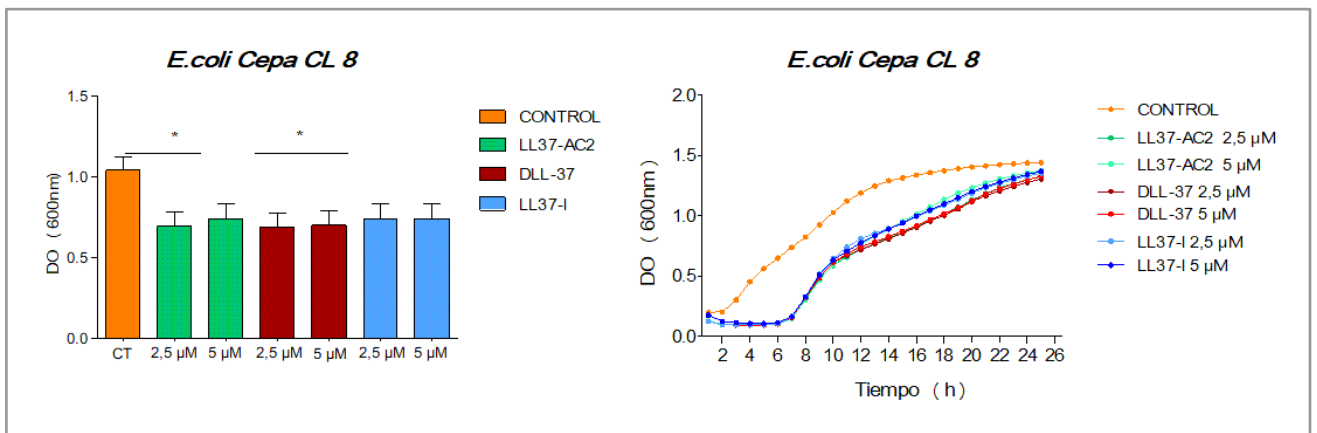 E.coli Cepa CL 8
1.5
1.0
0.5
0.0
DO (600nm)
*
*
CT
2,5 µM
5 µM
2,5 µM
5 µM
2,5 µM
5 µM
CONTROL
LL37-AC2
DLL-37
LL37-I
E.coli Cepa CL 8
2.0
1.5
1.0
0.5
0.0
DO (600nm)
2 4 6 8 10 12 14 16 18 20 22 24 26
Tiempo (h)
CONTROL
LL37-AC2 2,5 µM
LL37-AC2 5 µM
DLL-37 2,5 µM
DLL-37 5 µM
LL37-I 2,5 µM
LL37-I 5 µM